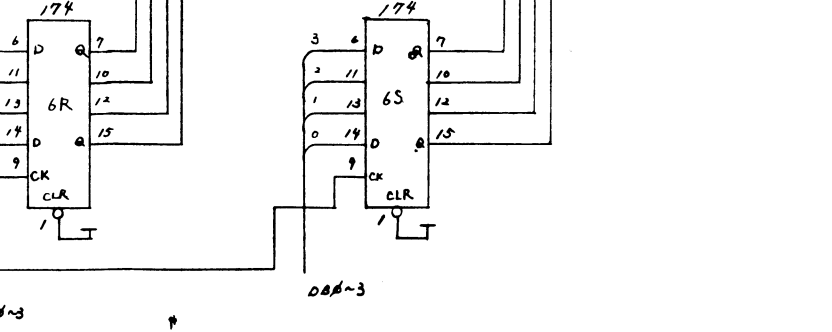 174
174
6 D Q 7
3 6 D Q 7
11 10
2 11 10
6R
6S
13 12
1 13 12
14 D Q 15
0 14 D Q 15
9 CK
9 CK
CLR
CLR
1
1
DBØ~3
Ø~3